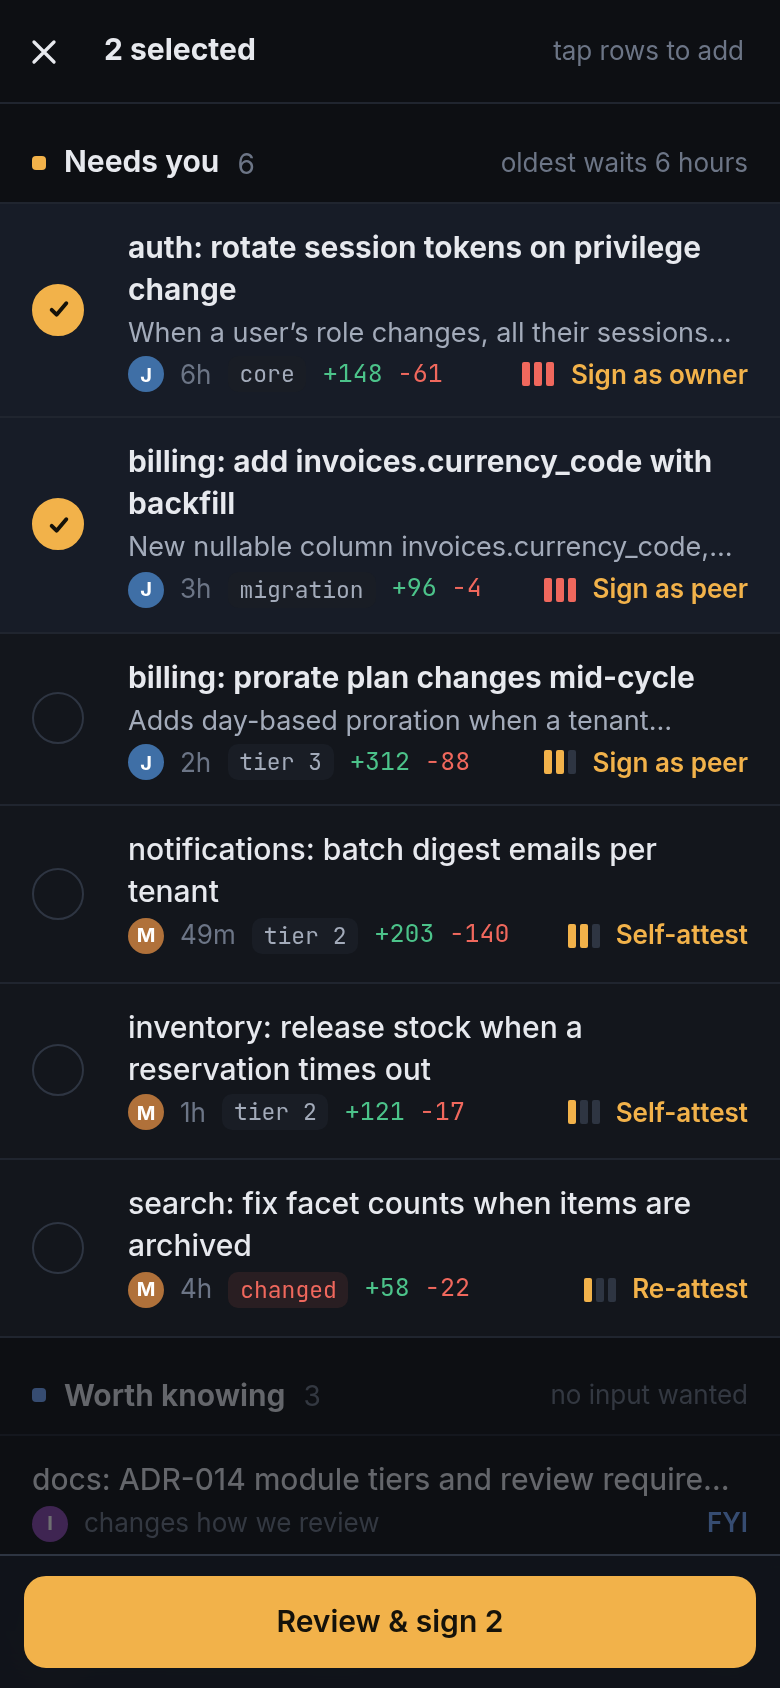 2 selected
tap rows to add
Needs you 6
oldest waits 6 hours
auth: rotate session tokens on privilege
change
When a user’s role changes, all their sessions…
J 6h core +148 -61 Sign as owner
billing: add invoices.currency_code with
backfill
New nullable column invoices.currency_code,…
J 3h migration +96 -4 Sign as peer
billing: prorate plan changes mid-cycle
Adds day-based proration when a tenant…
J 2h tier 3 +312 -88 Sign as peer
notifications: batch digest emails per
tenant
M 49m tier 2 +203 -140 Self-attest
inventory: release stock when a
reservation times out
M 1h tier 2 +121 -17 Self-attest
search: fix facet counts when items are
archived
M 4h changed +58 -22 Re-attest
Worth knowing 3
no input wanted
docs: ADR-014 module tiers and review require…
I changes how we review FYI
Review & sign 2